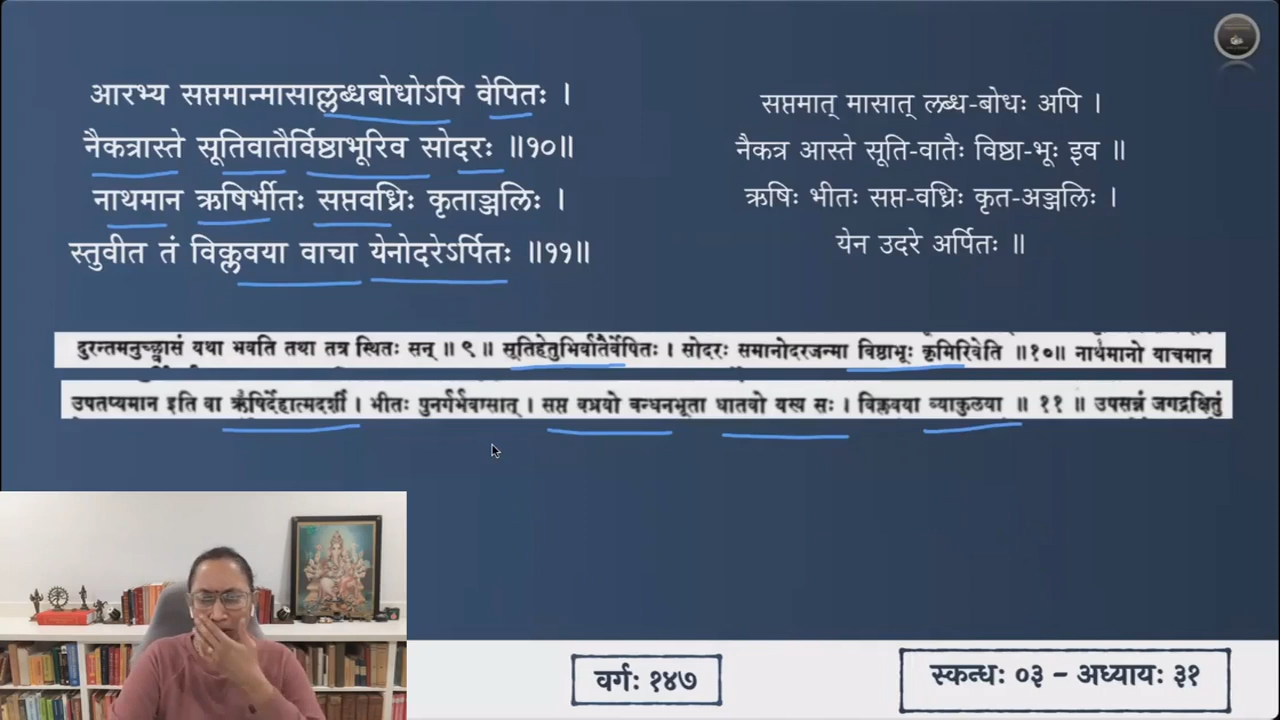 आरभ्य सप्तमान्मासाल्लब्धबोधोऽपि वेपितः ।
नैकत्रास्ते सूतिवातैर्विष्ठाभूरिव सोदरः ॥१०॥
नाथमान ऋषिर्भीतः सप्तवध्रिः कृताञ्जलिः ।
स्तुवीत तं विक्लवया वाचा येनोदरेऽर्पितः ॥११॥
सप्तमात् मासात् लब्ध-बोधः अपि ।
नैकत्र आस्ते सूति-वातैः विष्ठा-भूः इव ॥
ऋषिः भीतः सप्त-वध्रिः कृत-अञ्जलिः ।
येन उदरे अर्पितः ॥
दुरन्तमनुच्छ्वासं यथा भवति तथा तत्र स्थितः सन् ॥ ९ ॥ सूतिहेतुभिर्वातैर्वेपितः । सोदरः समानोदरजन्मा विष्ठाभूः कृमिरिवेति ॥१०॥ नाथमानो याचमान
उपतप्यमान इति वा ऋषिर्देहात्मदर्शी । भीतः पुनर्गर्भवासात् । सप्त वध्रयो बन्धनभूता धातवो यस्य सः । विक्लवया व्याकुलया ॥ ११ ॥ उपसन्नं जगद्रक्षितुं
वर्गः १४७
स्कन्धः ०३ – अध्यायः ३१